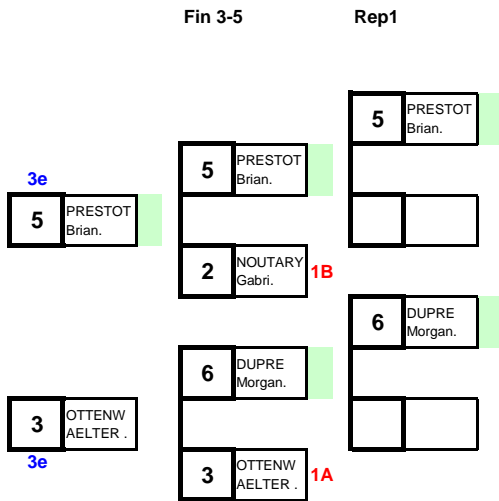 Fin 3-5
Rep1
5
PRESTOT
Brian.
5
PRESTOT
Brian.
3e
5
PRESTOT
Brian.
2
NOUTARY
Gabri.
1B
6
DUPRE
Morgan.
6
DUPRE
Morgan.
3
OTTENW
AELTER .
3e
3
OTTENW
AELTER .
1A